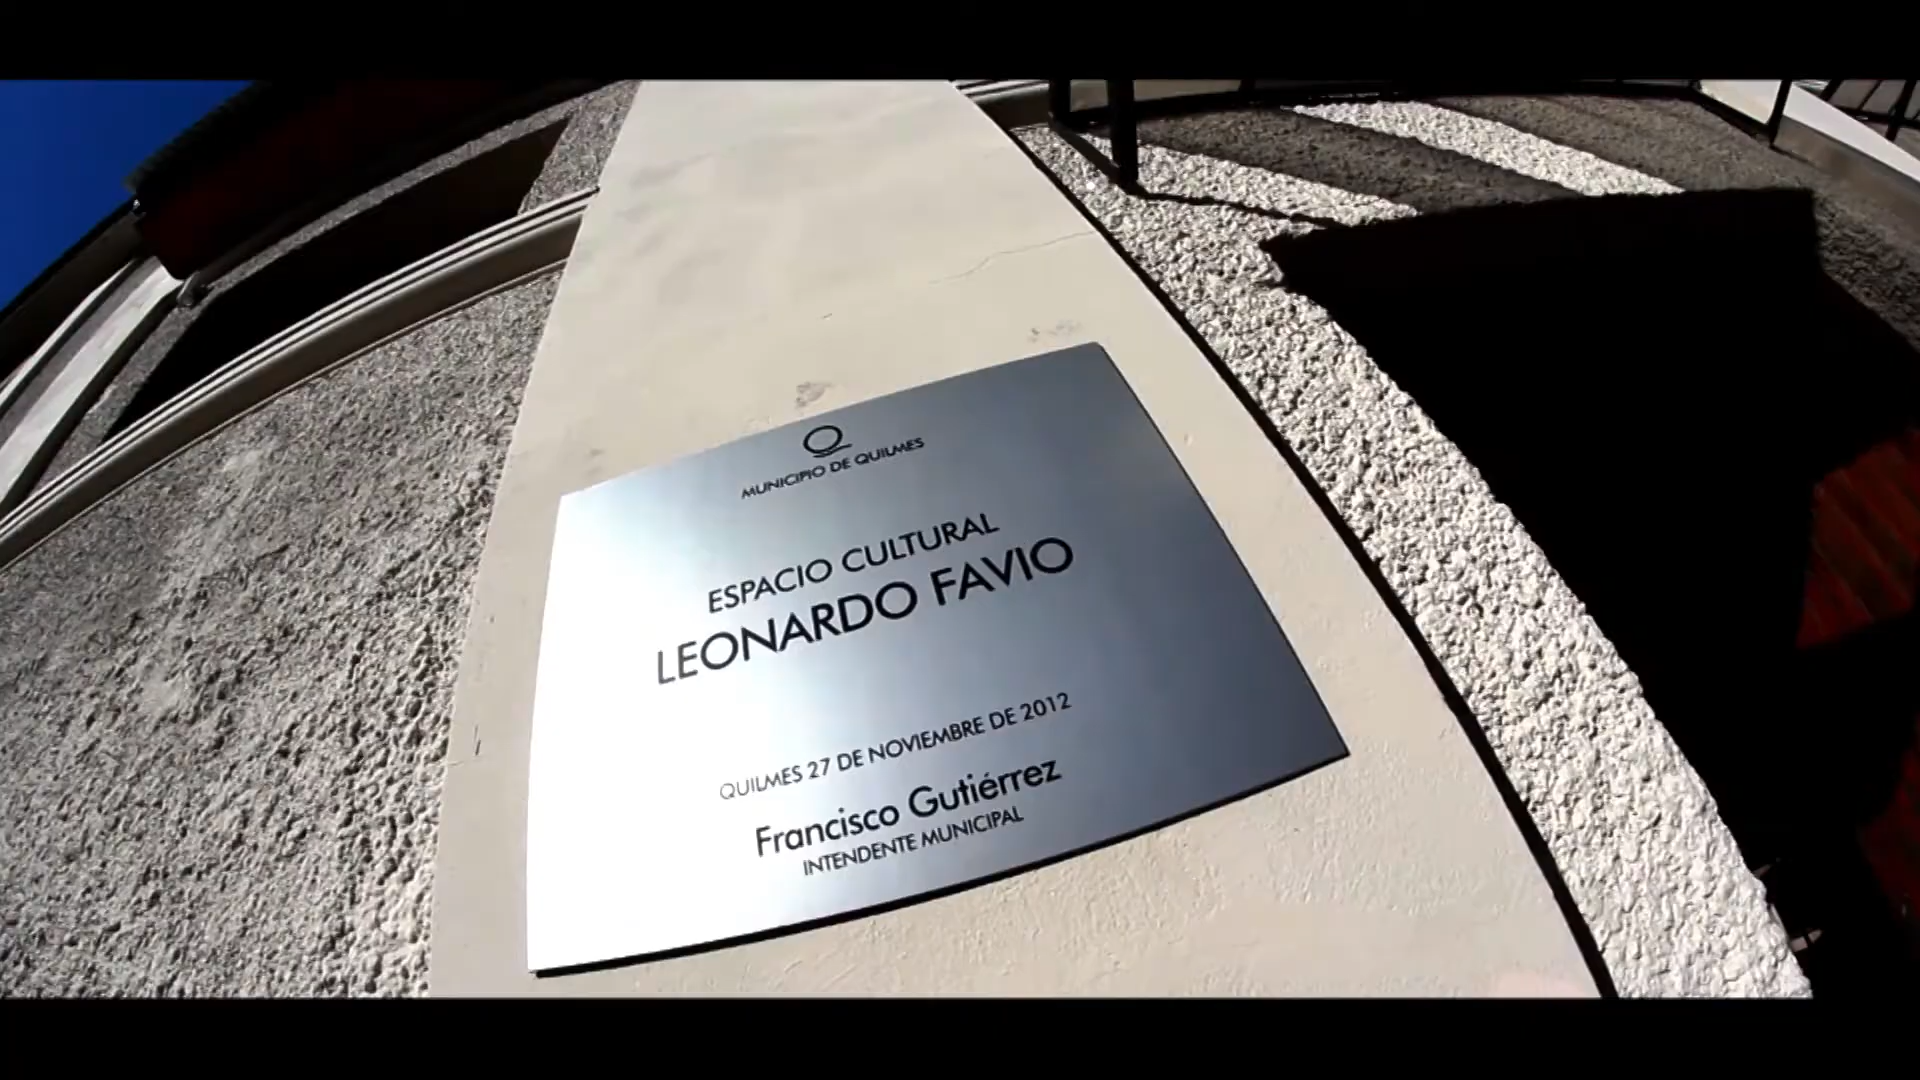 MUNICIPIO DE QUILMES
ESPACIO CULTURAL
LEONARDO FAVIO
QUILMES 27 DE NOVIEMBRE DE 2012
Francisco Gutiérrez
INTENDENTE MUNICIPAL